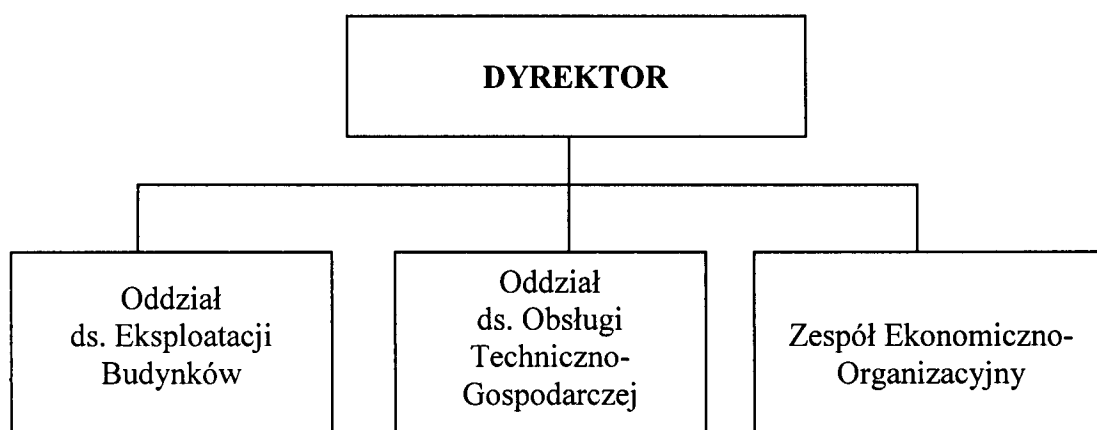 DYREKTOR
Oddział
ds. Eksploatacji
Budynków
Oddział
ds. Obsługi
Techniczno-
Gospodarczej
Zespół Ekonomiczno-
Organizacyjny